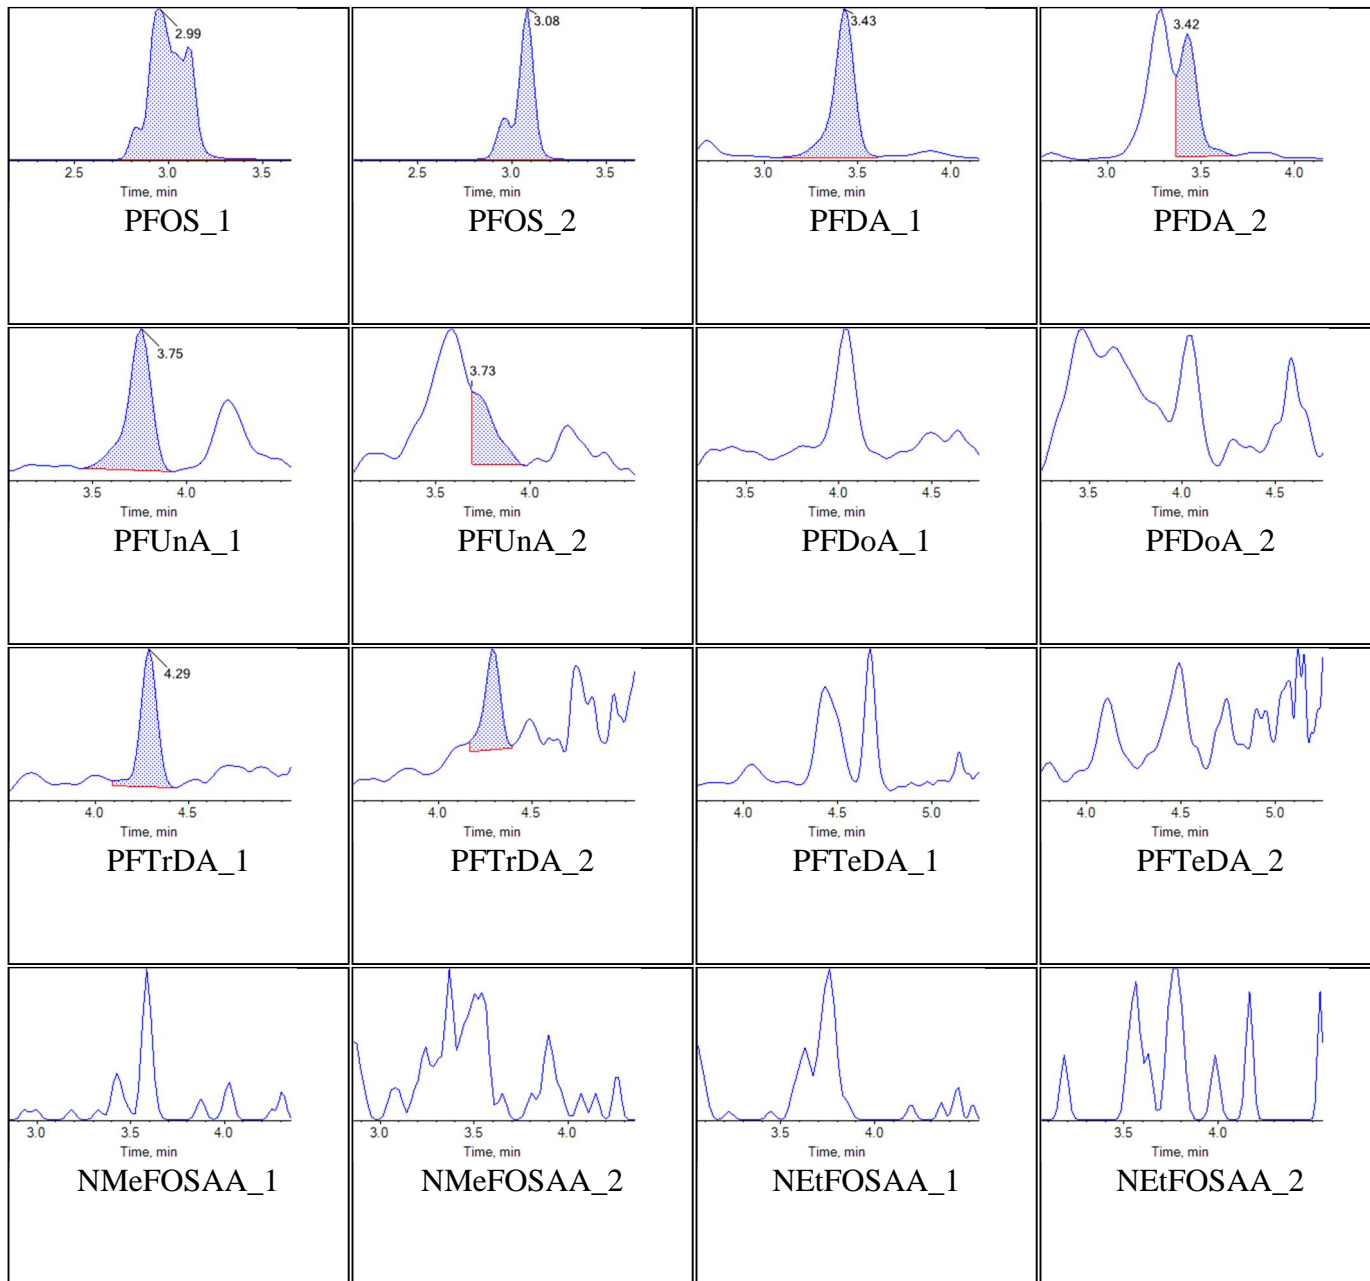 2.99
2.5 3.0 3.5
Time, min
PFOS_1
3.08
2.5 3.0 3.5
Time, min
PFOS_2
3.43
3.0 3.5 4.0
Time, min
PFDA_1
3.42
3.0 3.5 4.0
Time, min
PFDA_2
3.75
3.5 4.0
Time, min
PFUnA_1
3.73
3.5 4.0
Time, min
PFUnA_2
3.5 4.0 4.5
Time, min
PFDoA_1
3.5 4.0 4.5
Time, min
PFDoA_2
4.29
4.0 4.5
Time, min
PFTrDA_1
4.0 4.5
Time, min
PFTrDA_2
4.0 4.5 5.0
Time, min
PFTeDA_1
4.0 4.5 5.0
Time, min
PFTeDA_2
3.0 3.5 4.0
Time, min
NMeFOSAA_1
3.0 3.5 4.0
Time, min
NMeFOSAA_2
3.5 4.0
Time, min
NEtFOSAA_1
3.5 4.0
Time, min
NEtFOSAA_2